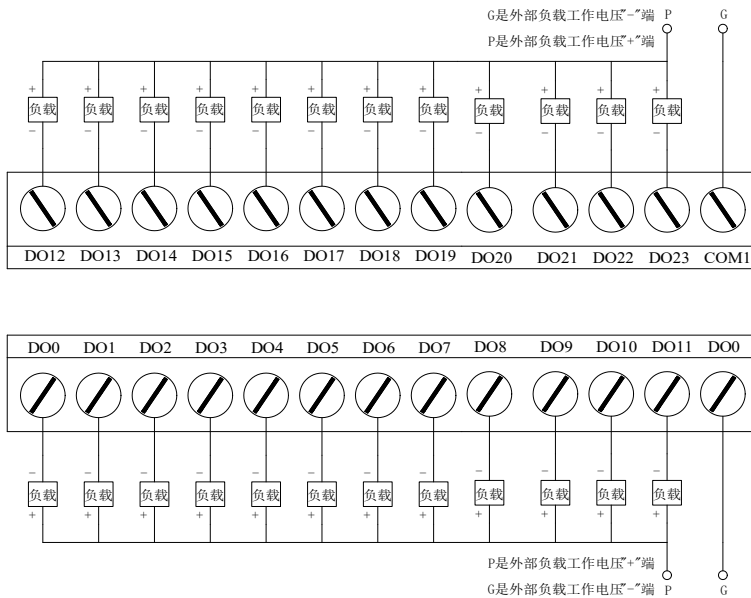 G是外部负载工作电压"-"端 P G
P是外部负载工作电压"+"端
+ + + + + + + + + + + +
负载 负载 负载 负载 负载 负载 负载 负载 负载 负载 负载 负载
- - - - - - - - - - - -
DO12 DO13 DO14 DO15 DO16 DO17 DO18 DO19 DO20 DO21 DO22 DO23 COM1
DO0 DO1 DO2 DO3 DO4 DO5 DO6 DO7 DO8 DO9 DO10 DO11 DO0
- - - - - - - - - - - -
负载 负载 负载 负载 负载 负载 负载 负载 负载 负载 负载 负载
+ + + + + + + + + + + +
P是外部负载工作电压"+"端
G是外部负载工作电压"-"端 P G